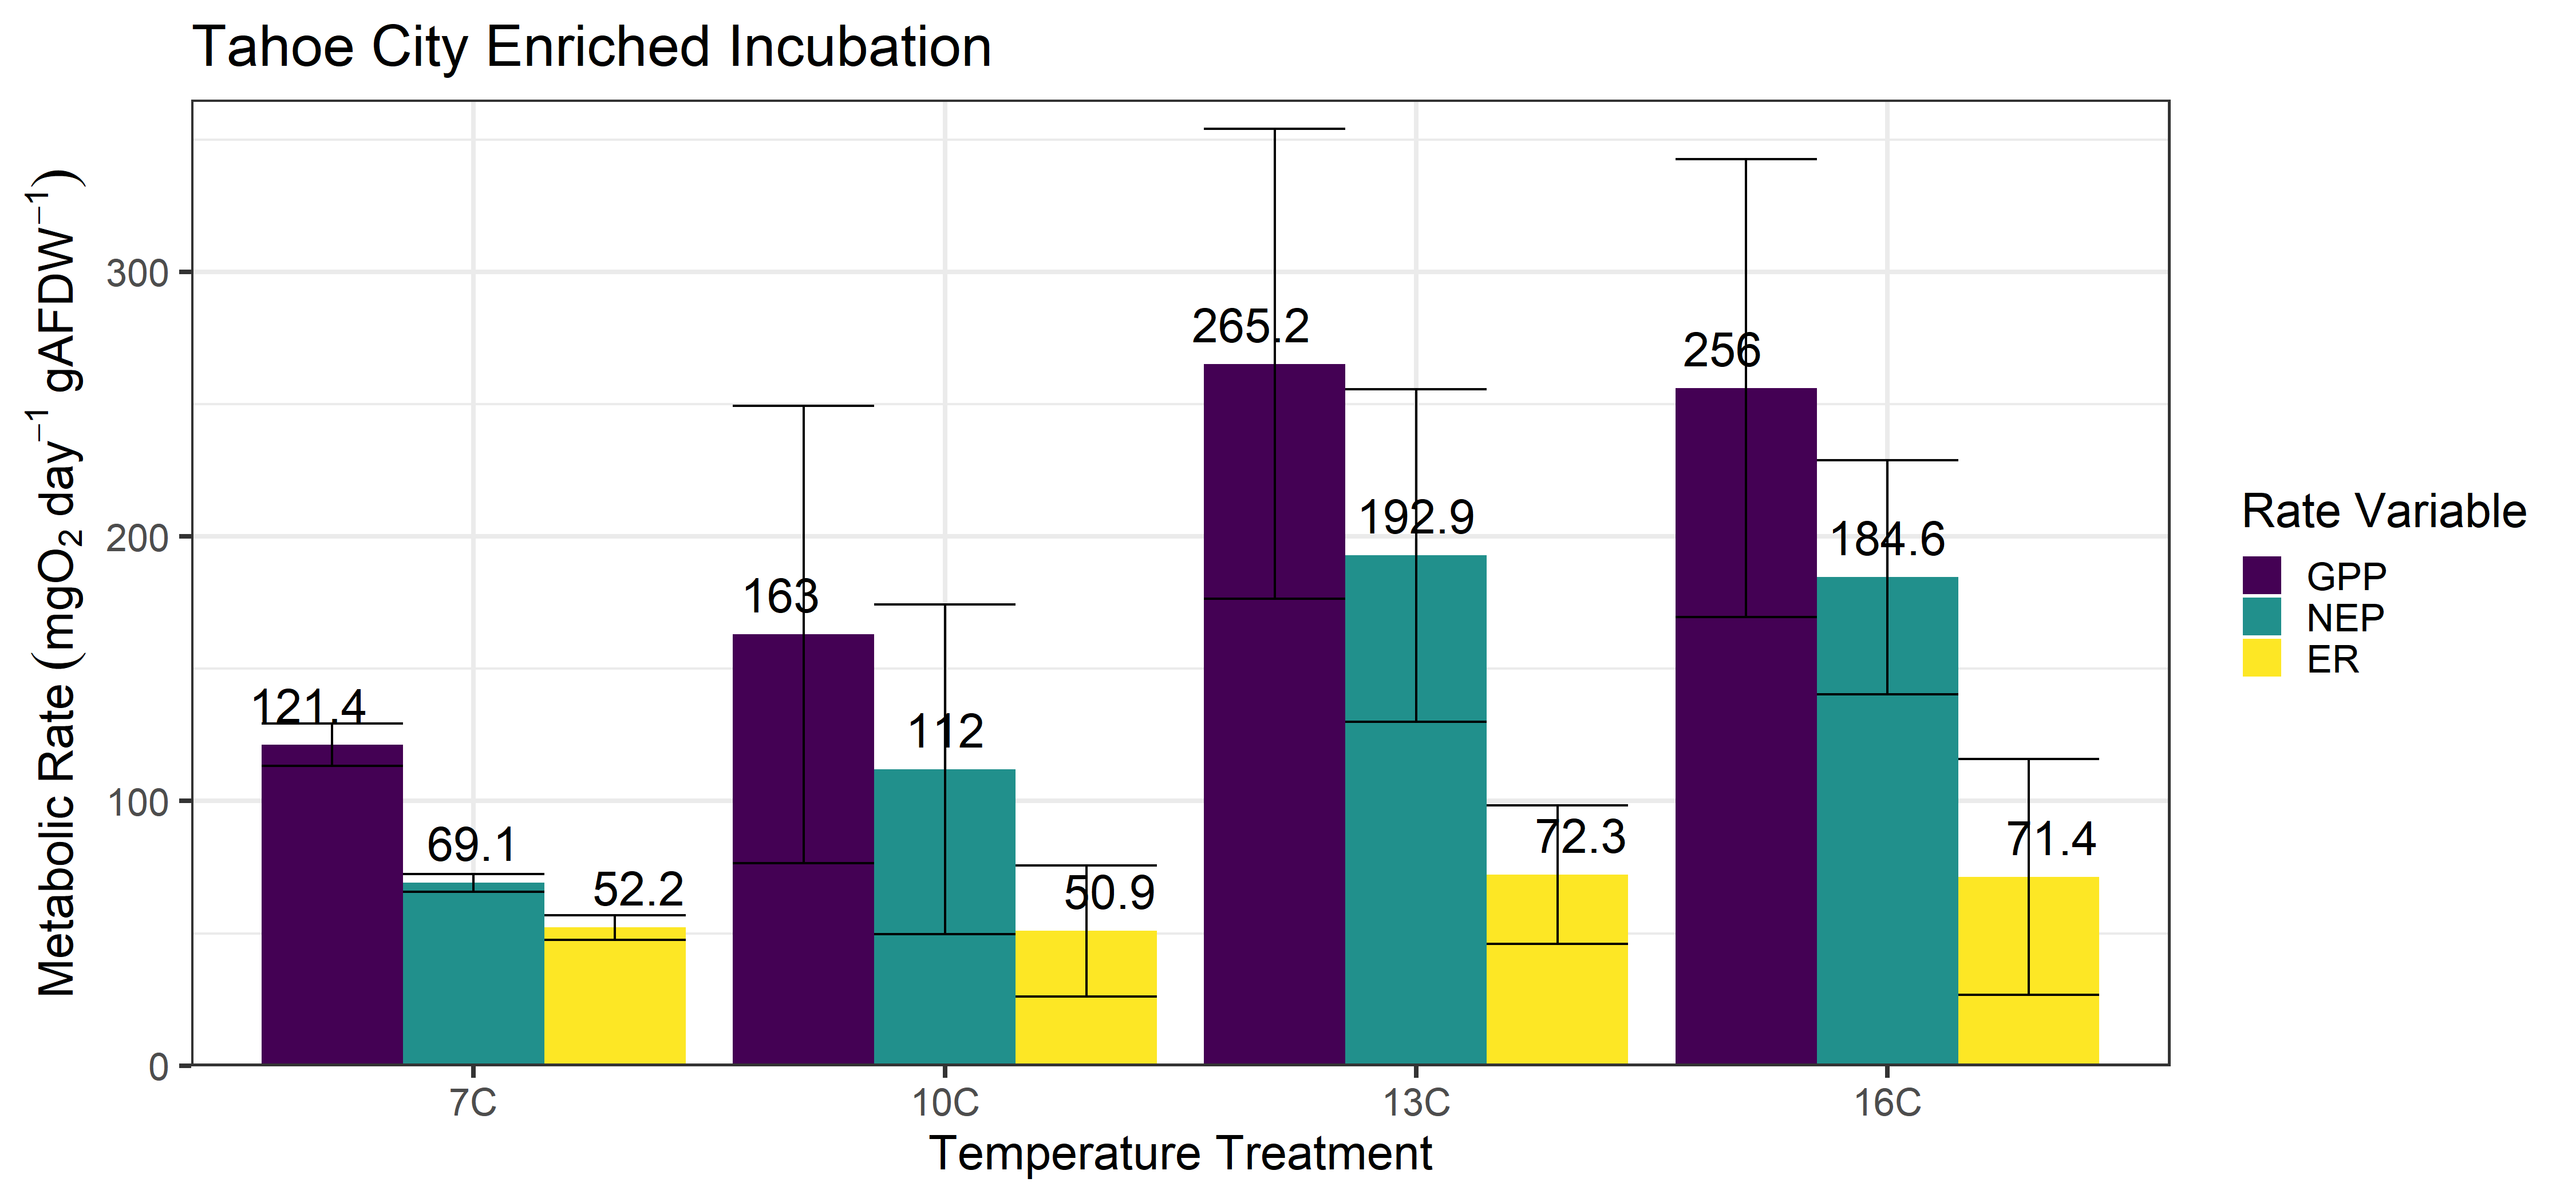 Tahoe City Enriched Incubation
Metabolic Rate (mgO₂ day⁻¹ gAFDW⁻¹)
300
200
100
0
121.4
69.1
52.2
163
112
50.9
265.2
192.9
72.3
256
184.6
71.4
7C
10C
13C
16C
Temperature Treatment
Rate Variable
GPP
NEP
ER